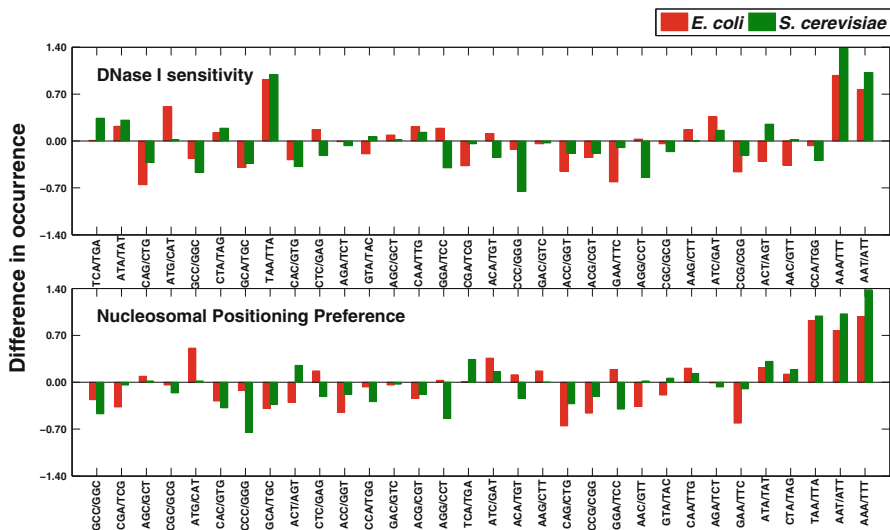 E. coli S. cerevisiae
Difference in occurrence
1.40
0.70
0.00
−0.70
−1.40
DNase I sensitivity
TCA/TGA
ATA/TAT
CAG/CTG
ATG/CAT
GCC/GGC
CTA/TAG
GCA/TGC
TAA/TTA
CAC/GTG
CTC/GAG
AGA/TCT
GTA/TAC
AGC/GCT
CAA/TTG
GGA/TCC
CGA/TCG
ACA/TGT
CCC/GGG
GAC/GTC
ACC/GGT
ACG/CGT
GAA/TTC
AGG/CCT
CGC/GCG
AAG/CTT
ATC/GAT
CCG/CGG
ACT/AGT
AAC/GTT
CCA/TGG
AAA/TTT
AAT/ATT
1.40
0.70
0.00
−0.70
−1.40
Nucleosomal Positioning Preference
GCC/GGC
CGA/TCG
AGC/GCT
CGC/GCG
ATG/CAT
CAC/GTG
CCC/GGG
GCA/TGC
ACT/AGT
CTC/GAG
ACC/GGT
CCA/TGG
GAC/GTC
ACG/CGT
AGG/CCT
TCA/TGA
ATC/GAT
ACA/TGT
AAG/CTT
CAG/CTG
CCG/CGG
GGA/TCC
AAC/GTT
GTA/TAC
CAA/TTG
AGA/TCT
GAA/TTC
ATA/TAT
CTA/TAG
TAA/TTA
AAT/ATT
AAA/TTT